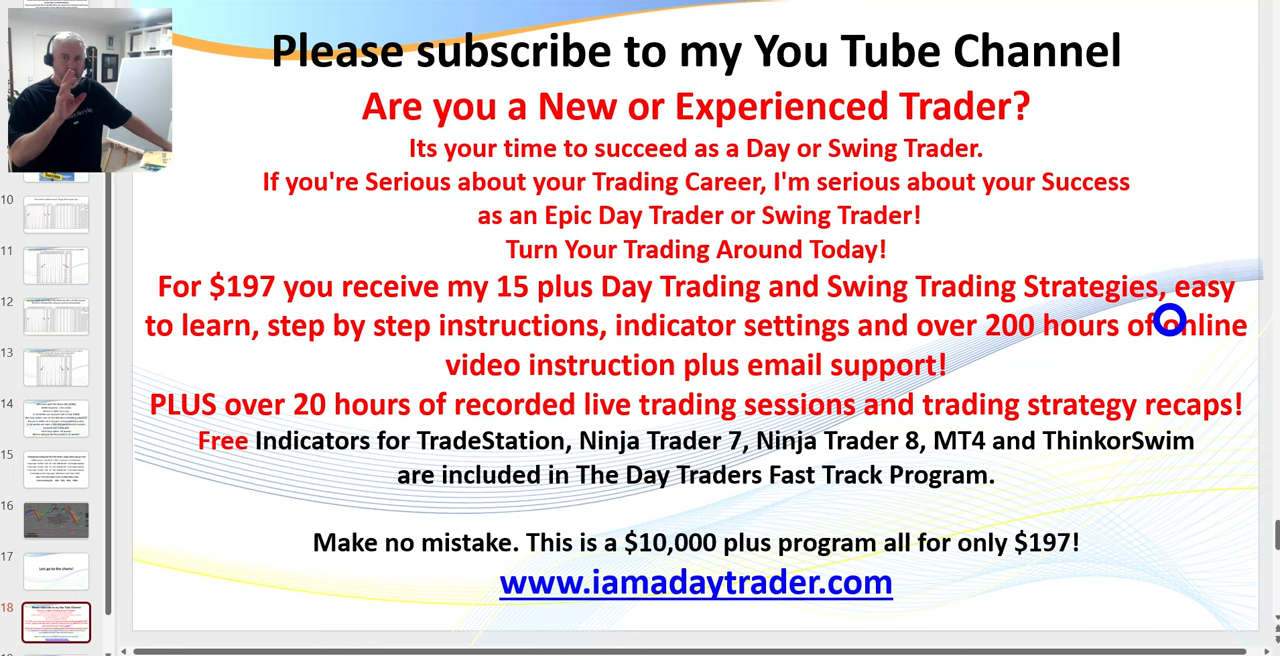 Please subscribe to my You Tube Channel
Are you a New or Experienced Trader?
Its your time to succeed as a Day or Swing Trader.
If you're Serious about your Trading Career, I'm serious about your Success
as an Epic Day Trader or Swing Trader!
Turn Your Trading Around Today!
For $197 you receive my 15 plus Day Trading and Swing Trading Strategies, easy
to learn, step by step instructions, indicator settings and over 200 hours of online
video instruction plus email support!
PLUS over 20 hours of recorded live trading sessions and trading strategy recaps!
Free Indicators for TradeStation, Ninja Trader 7, Ninja Trader 8, MT4 and ThinkorSwim
are included in The Day Traders Fast Track Program.
Make no mistake. This is a $10,000 plus program all for only $197!
www.iamadaytrader.com
10
11
12
13
14
15
16
17
Lets go to the charts!
18